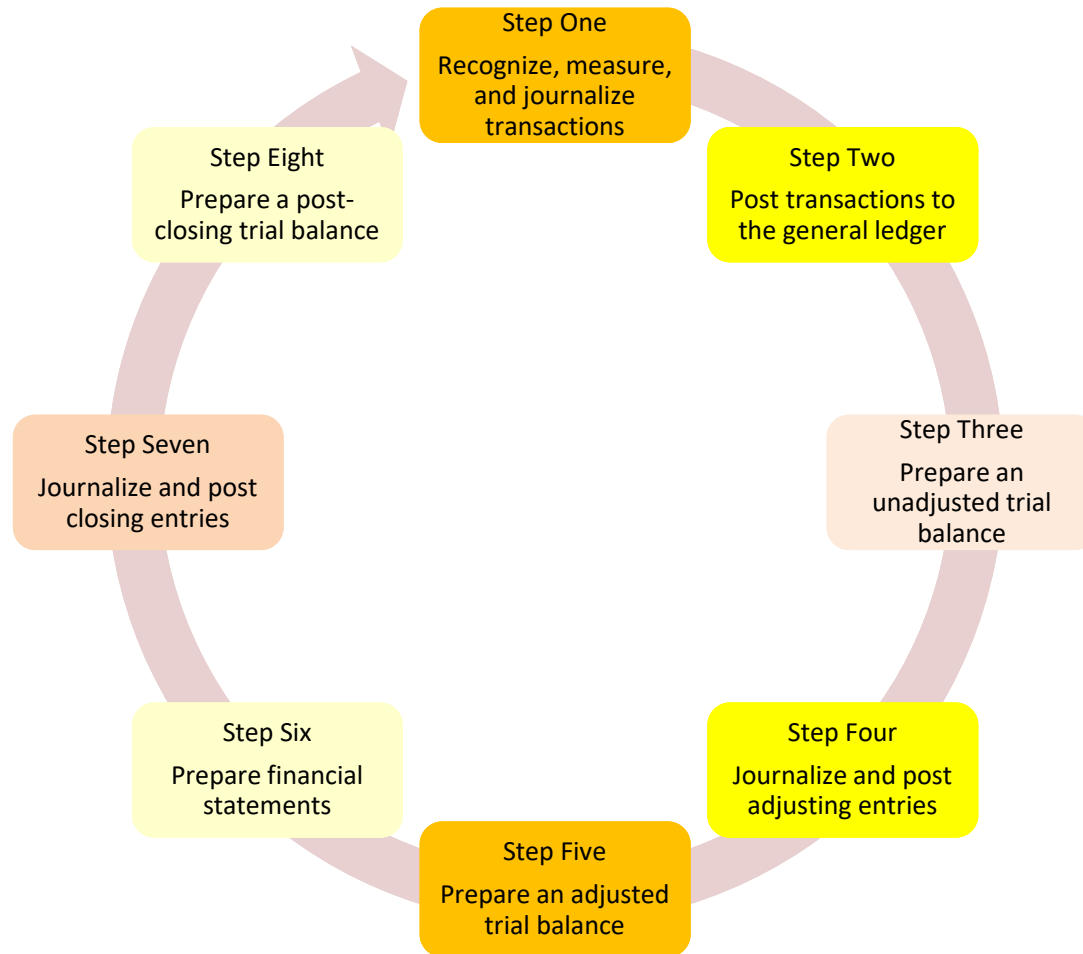 Step One
Recognize, measure,
and journalize
transactions
Step Two
Post transactions to
the general ledger
Step Three
Prepare an
unadjusted trial
balance
Step Four
Journalize and post
adjusting entries
Step Five
Prepare an adjusted
trial balance
Step Six
Prepare financial
statements
Step Seven
Journalize and post
closing entries
Step Eight
Prepare a post-
closing trial balance